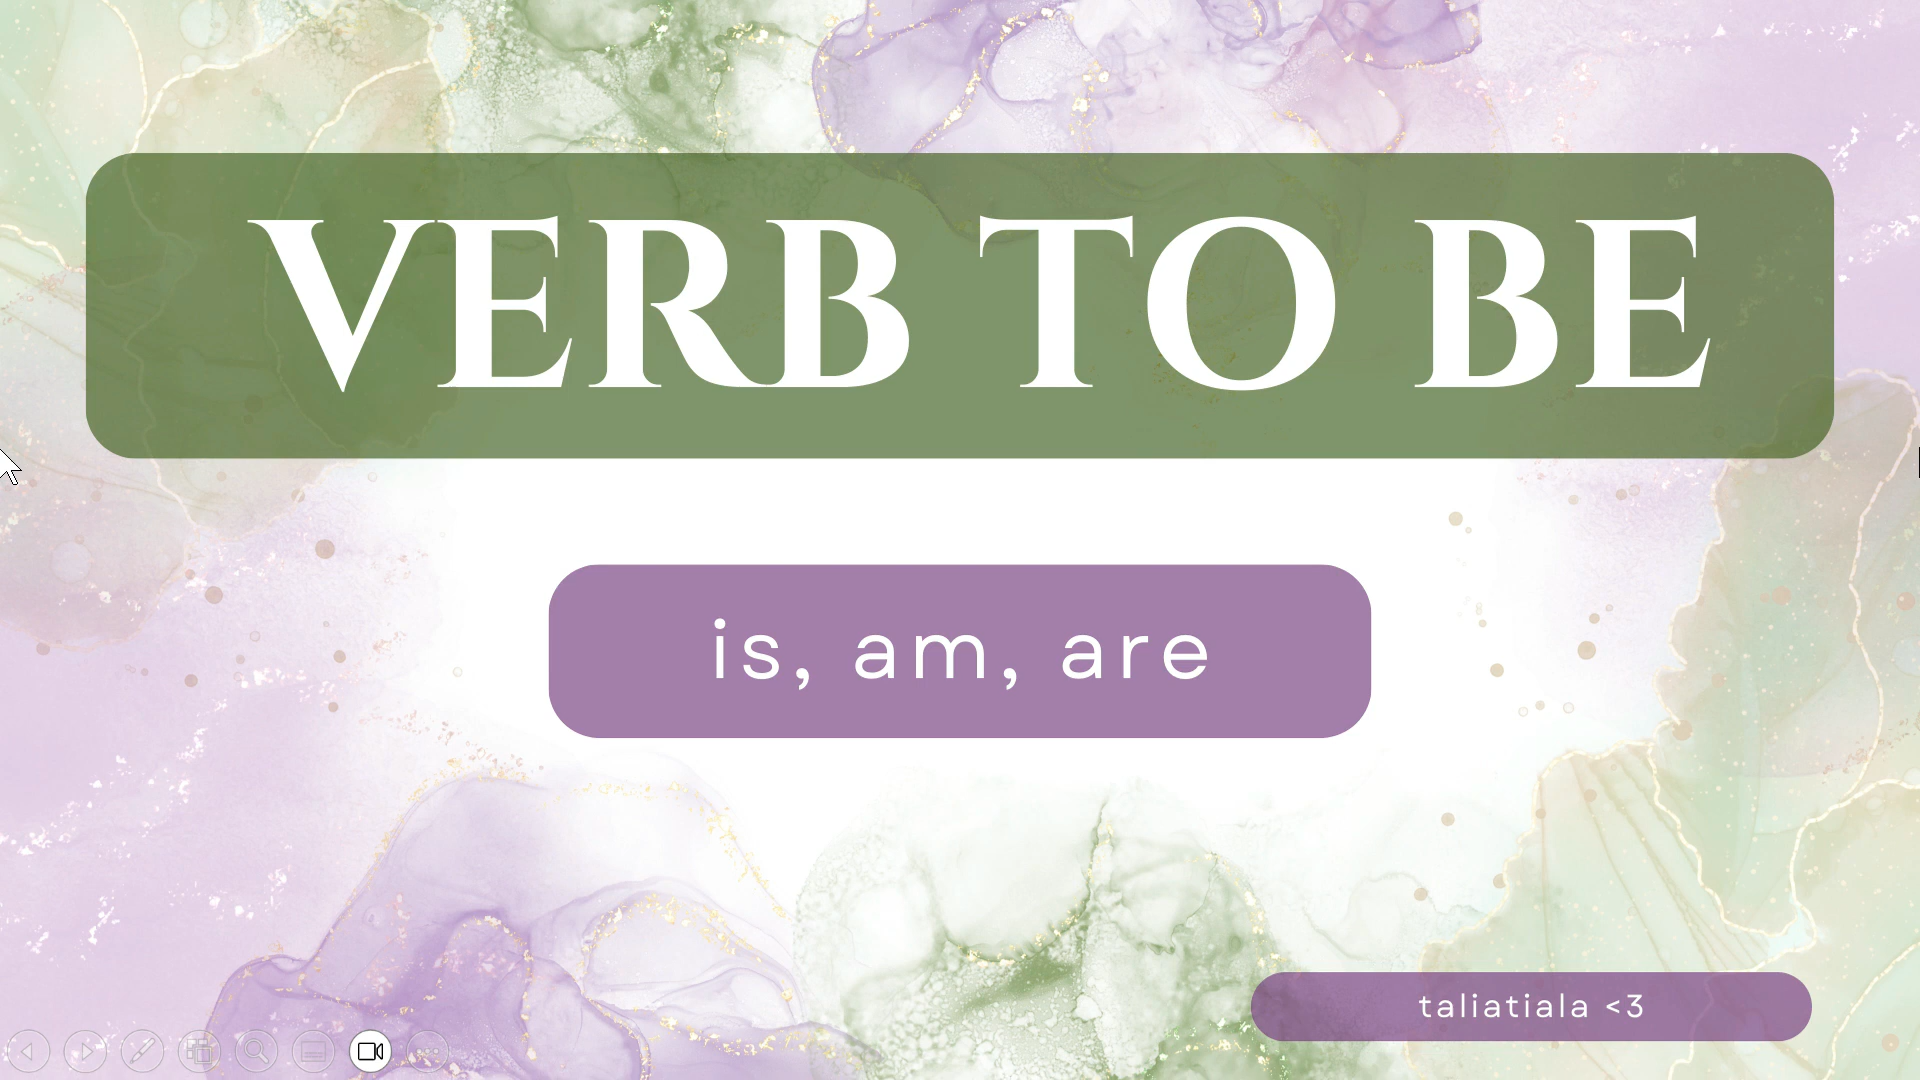 VERB TO BE
is, am, are
taliatiala <3